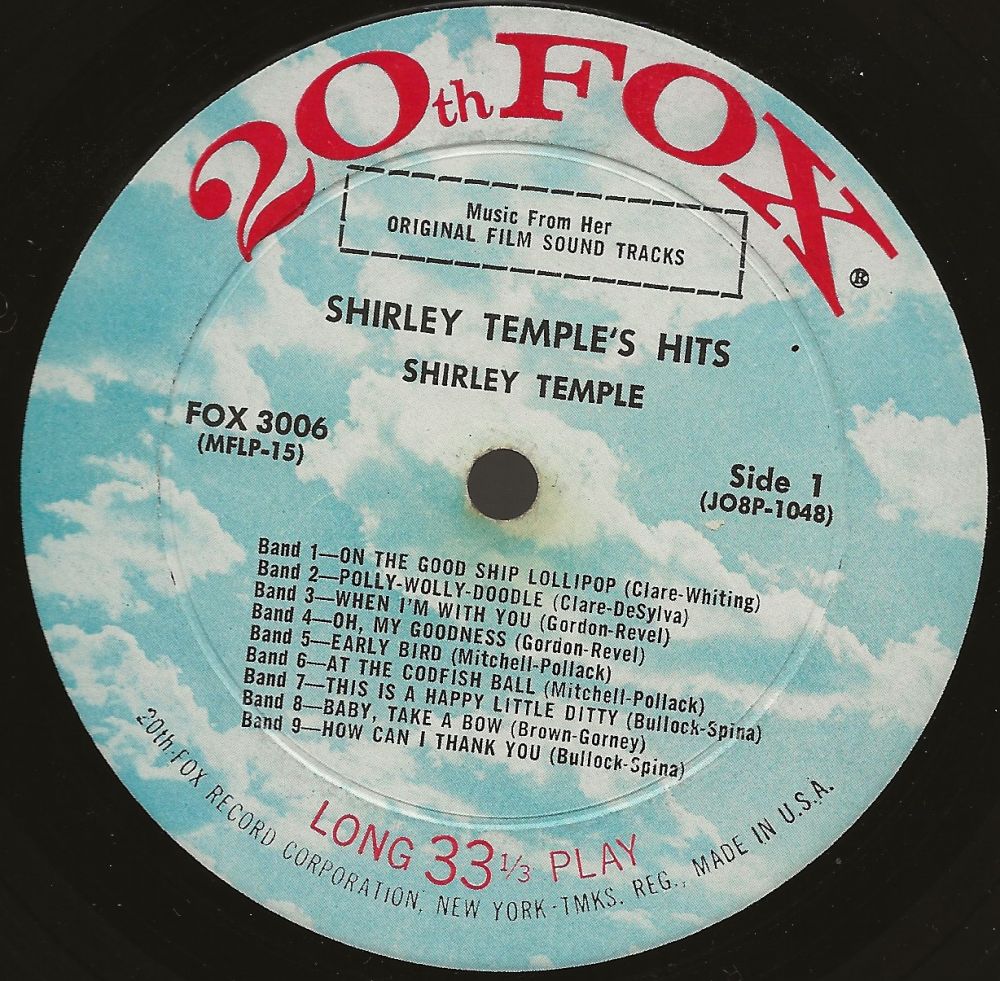 20th FOX ®
Music From Her
ORIGINAL FILM SOUND TRACKS
SHIRLEY TEMPLE'S HITS
SHIRLEY TEMPLE
FOX 3006
(MFLP-15)
Side 1
(JO8P-1048)
Band 1—ON THE GOOD SHIP LOLLIPOP (Clare-Whiting)
Band 2—POLLY-WOLLY-DOODLE (Clare-DeSylva)
Band 3—WHEN I'M WITH YOU (Gordon-Revel)
Band 4—OH, MY GOODNESS (Gordon-Revel)
Band 5—EARLY BIRD (Mitchell-Pollack)
Band 6—AT THE CODFISH BALL (Mitchell-Pollack)
Band 7—THIS IS A HAPPY LITTLE DITTY (Bullock-Spina)
Band 8—BABY, TAKE A BOW (Brown-Gorney)
Band 9—HOW CAN I THANK YOU (Bullock-Spina)
LONG 33 1/3 PLAY
20th-FOX RECORD CORPORATION, NEW YORK-TMKS. REG., MADE IN U.S.A.